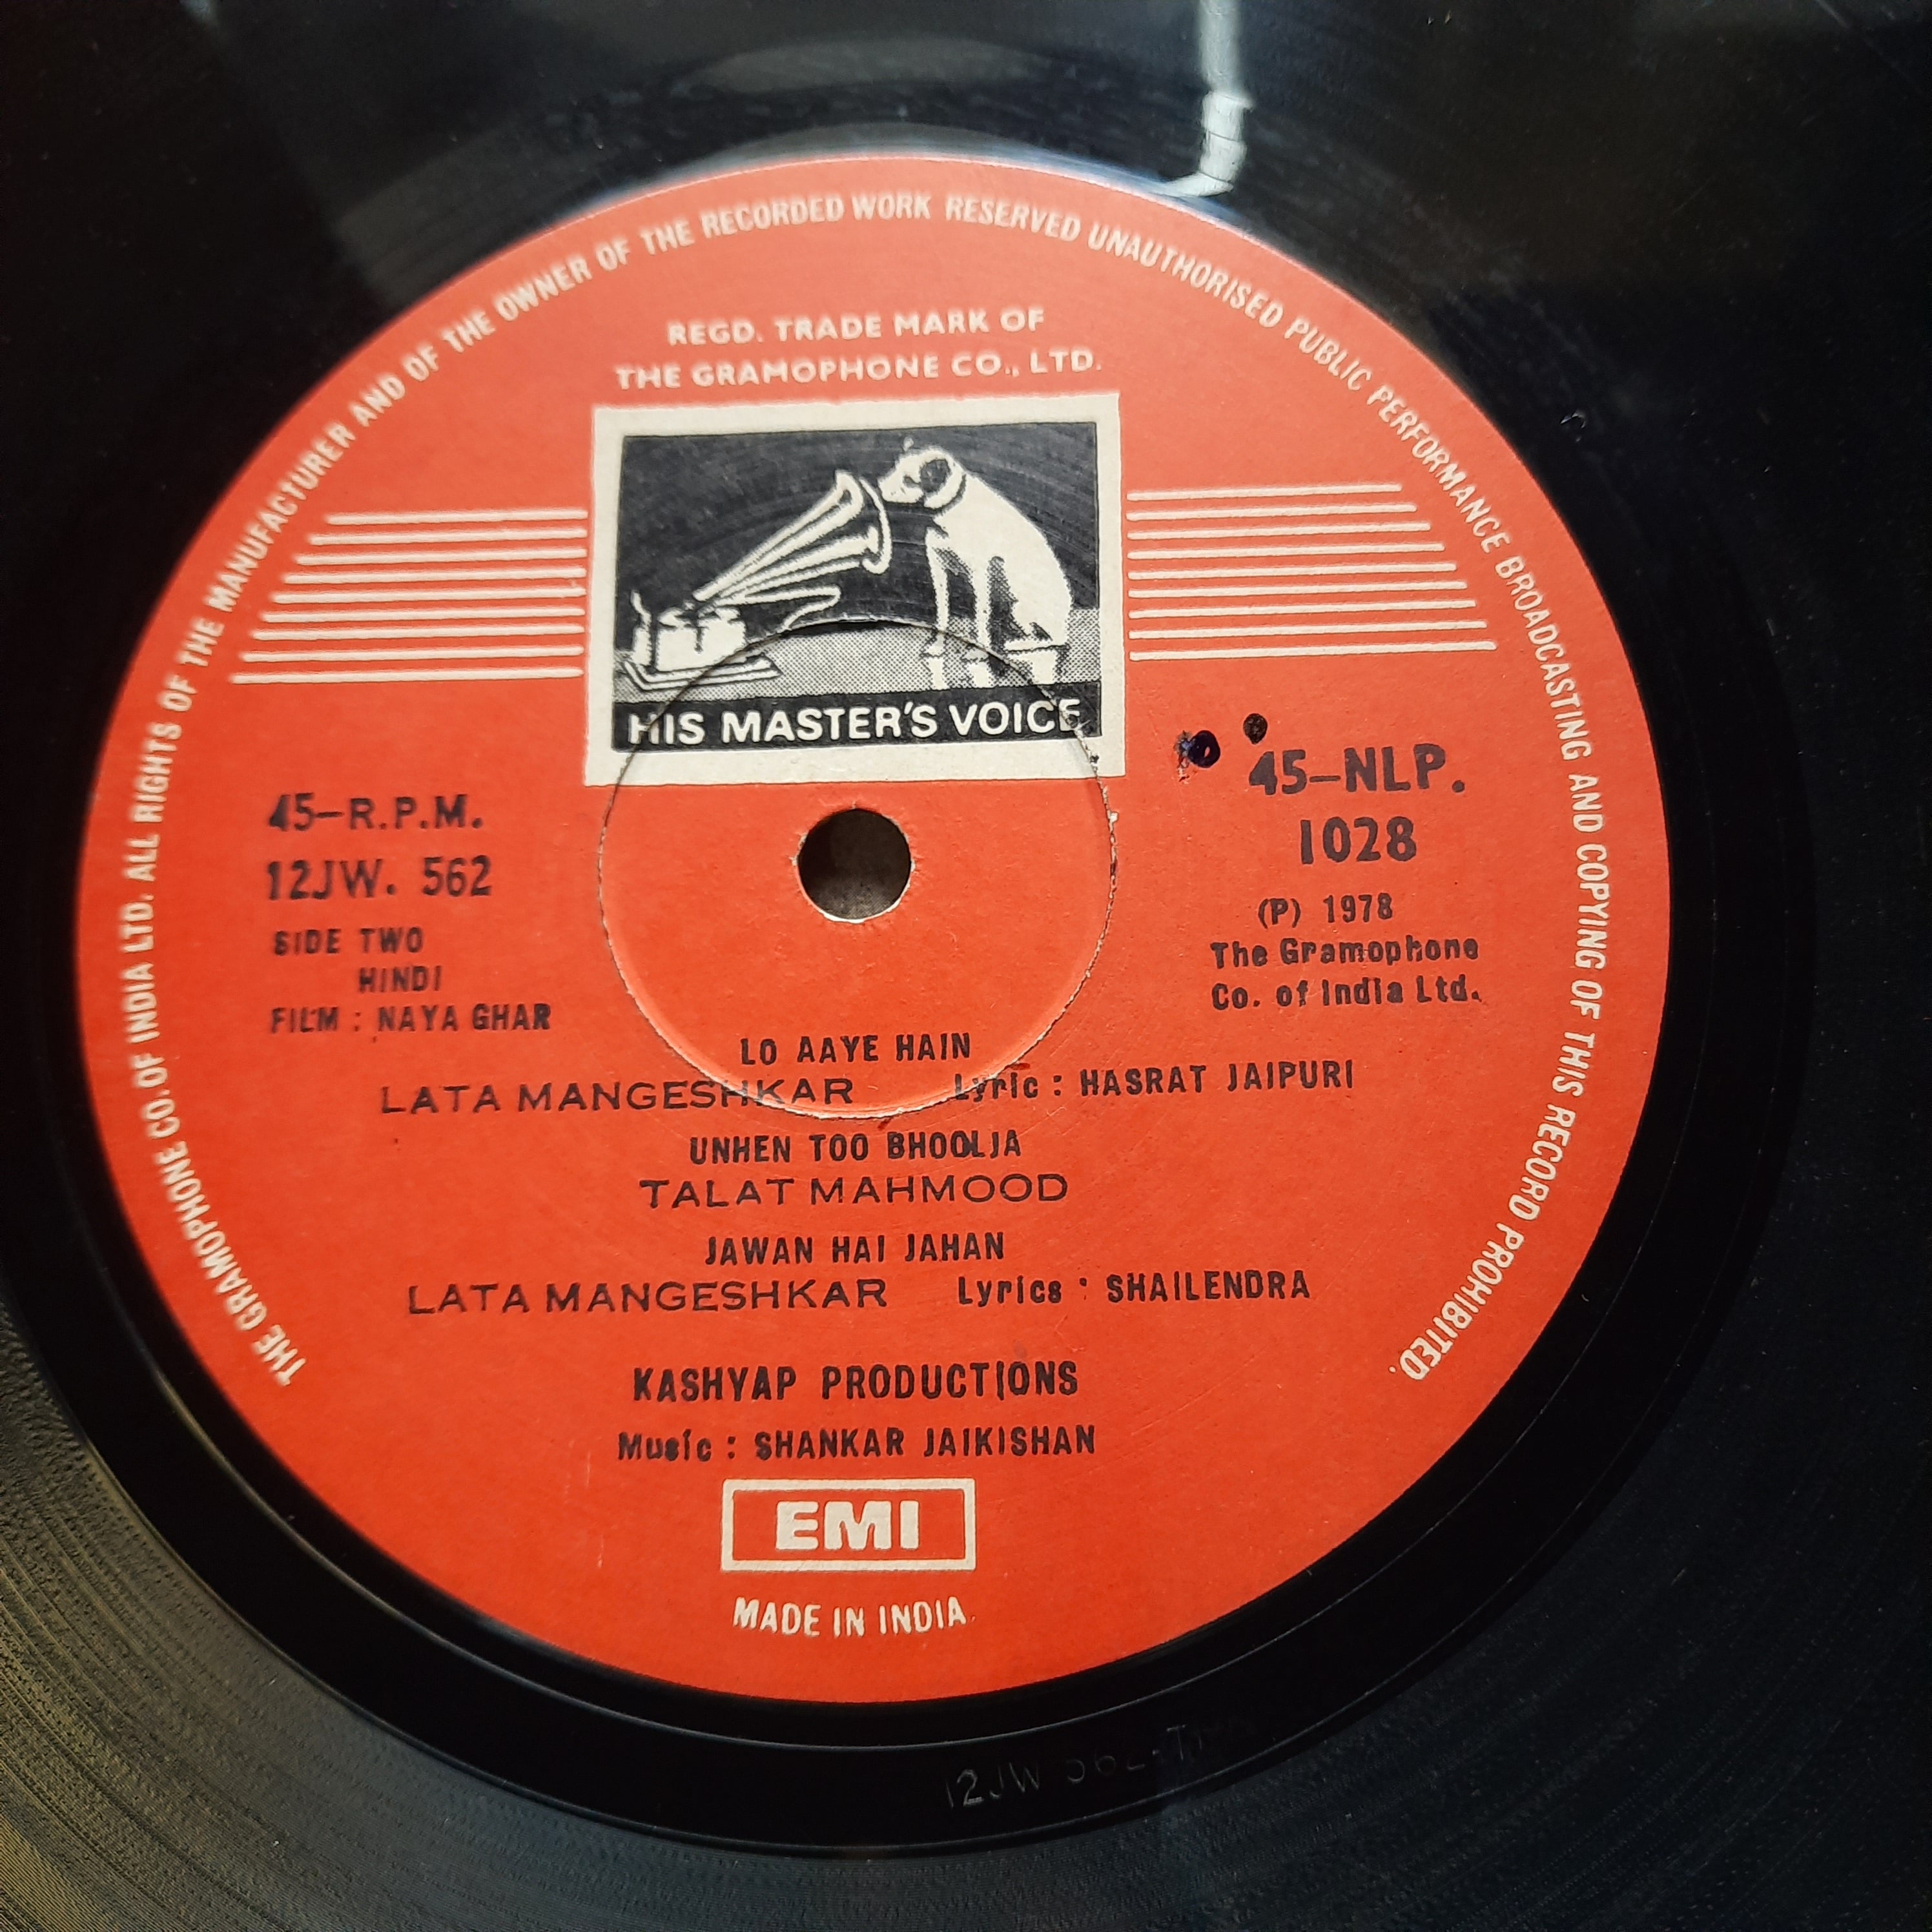 THE GRAMOPHONE CO. OF INDIA LTD. ALL RIGHTS OF THE MANUFACTURER AND OF THE OWNER OF THE RECORDED WORK RESERVED UNAUTHORISED PUBLIC PERFORMANCE BROADCASTING AND COPYING OF THIS RECORD PROHIBITED.
REGD. TRADE MARK OF
THE GRAMOPHONE CO., LTD.
HIS MASTER'S VOICE
45-R.P.M.
12JW. 562
SIDE TWO
HINDI
FILM : NAYA GHAR
45-NLP.
1028
(P) 1978
The Gramophone
Co. of India Ltd.
LO AAYE HAIN
LATA MANGESHKAR Lyric : HASRAT JAIPURI
UNHEN TOO BHOOLJA
TALAT MAHMOOD
JAWAN HAI JAHAN
LATA MANGESHKAR Lyrics : SHAILENDRA
KASHYAP PRODUCTIONS
Music : SHANKAR JAIKISHAN
EMI
MADE IN INDIA
12JW 562